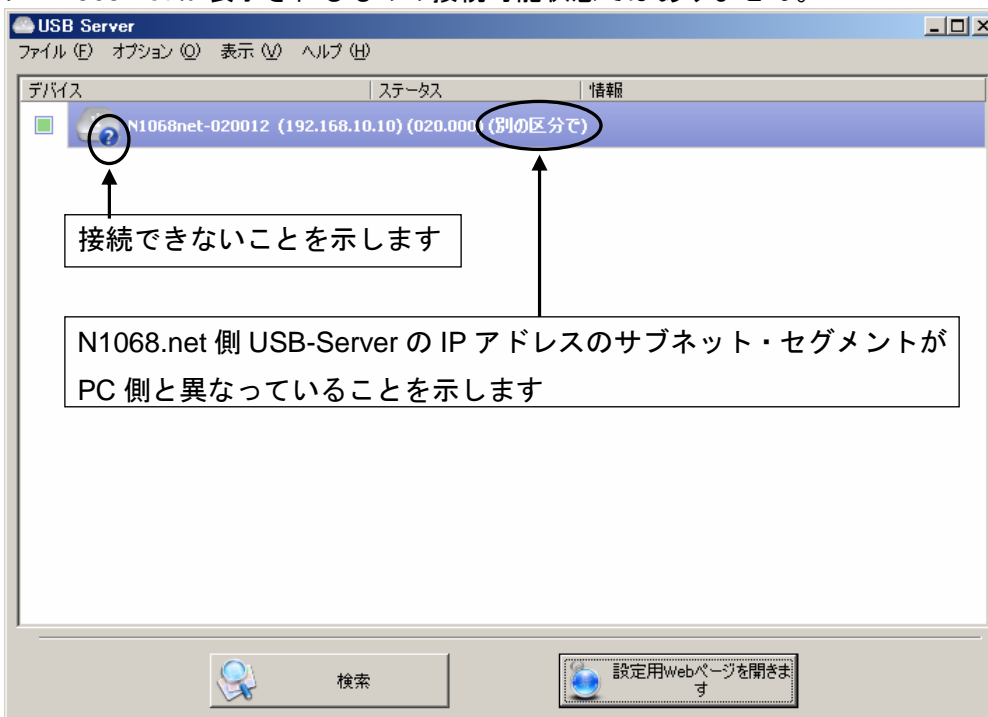 USB Server
ファイル (F) オプション (O) 表示 (V) ヘルプ (H)
デバイス ステータス 情報
N1068net-020012 (192.168.10.10) (020.000) (別の区分で)
接続できないことを示します
N1068.net 側 USB-Server の IP アドレスのサブネット・セグメントが
PC 側と異なっていることを示します
検索
設定用Webページを開きま
す